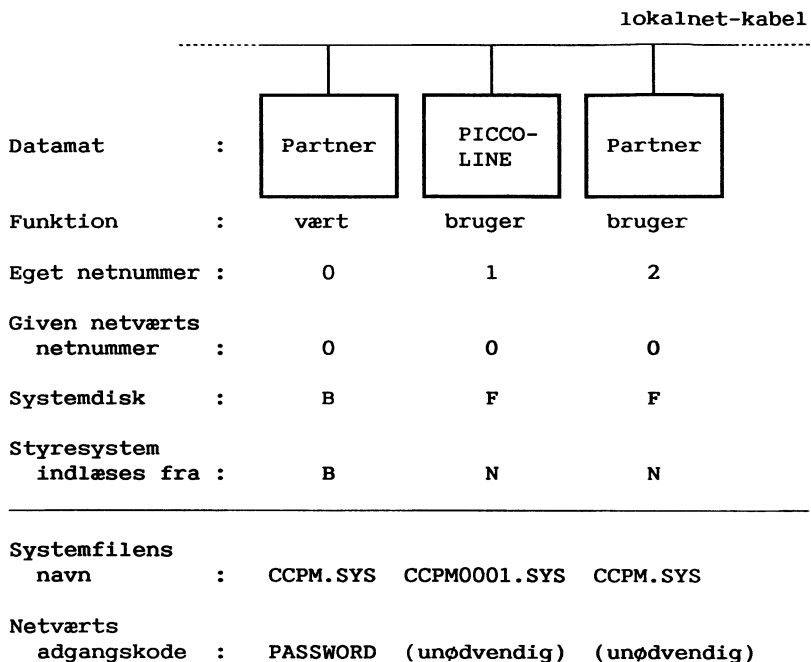 lokalnet-kabel
Datamat : Partner PICCO- Partner
LINE
Funktion : vært bruger bruger
Eget netnummer : 0 1 2
Given netværts
netnummer : 0 0 0
Systemdisk : B F F
Styresystem
indlæses fra : B N N
Systemfilens
navn : CCPM.SYS CCPM0001.SYS CCPM.SYS
Netværts
adgangskode : PASSWORD (unødvendig) (unødvendig)